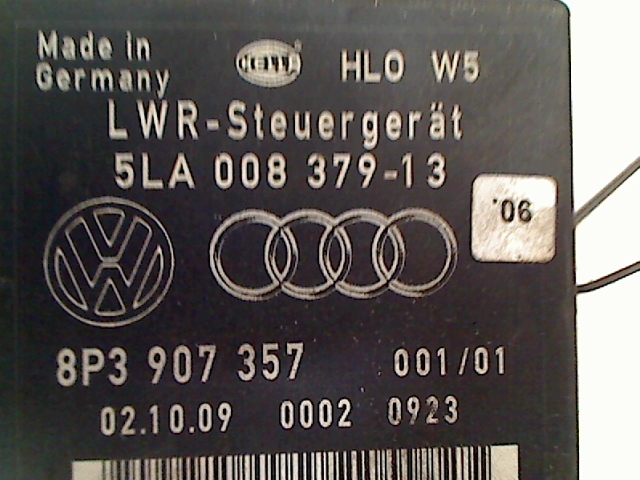 Made in
Germany
HELLA
HLO W5
LWR-Steuergerät
5LA 008 379-13
.90
8P3 907 357
001/01
02.10.09 0002 0923